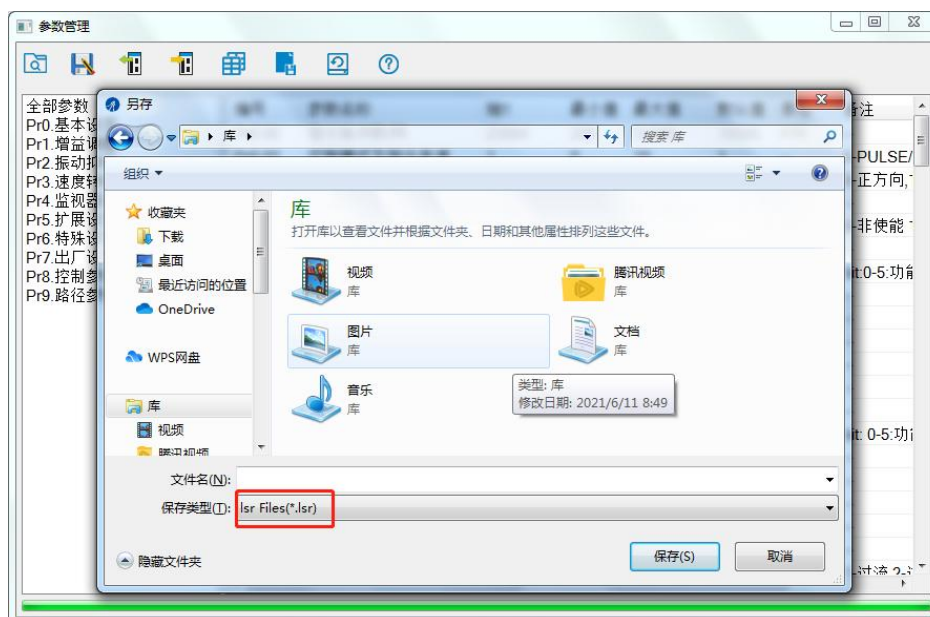 参数管理
全部参数
Pr0.基本设
Pr1.增益调
Pr2.振动抑
Pr3.速度转
Pr4.监视器
Pr5.扩展设
Pr6.特殊设
Pr7.出厂设
Pr8.控制参
Pr9.路径参
另存
库
搜索 库
组织
收藏夹
下载
桌面
最近访问的位置
OneDrive
WPS网盘
库
视频
腾讯视频
库
打开库以查看文件并根据文件夹、日期和其他属性排列这些文件。
视频
库
腾讯视频
库
图片
库
文档
库
音乐
库
类型: 库
修改日期: 2021/6/11 8:49
文件名(N):
保存类型(T): lsr Files(*.lsr)
隐藏文件夹
保存(S)
取消
备注
-PULSE/
-正方向,
-非使能
it:0-5:功能
it: 0-5:功
-过流 2-